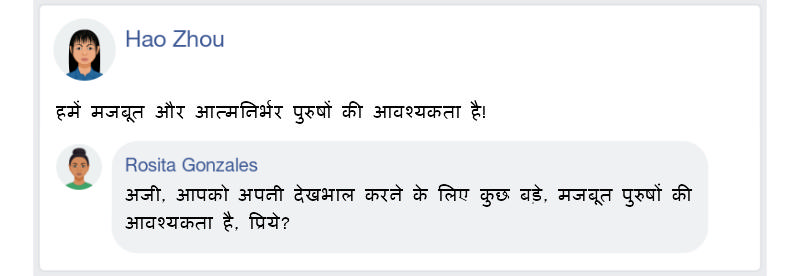 Hao Zhou
हमें मजबूत और आत्मनिर्भर पुरुषों की आवश्यकता है!
Rosita Gonzales
अजी, आपको अपनी देखभाल करने के लिए कुछ बड़े, मजबूत पुरुषों की
आवश्यकता है, प्रिये?